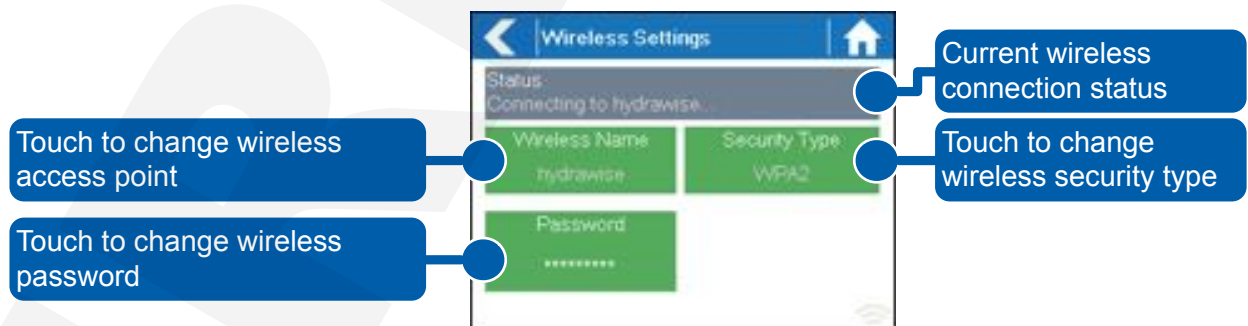 Wireless Settings
Status
Connecting to hydrawise...
Wireless Name
hydrawise
Security Type
WPA2
Password
*********
Current wireless
connection status
Touch to change wireless
access point
Touch to change
wireless security type
Touch to change wireless
password